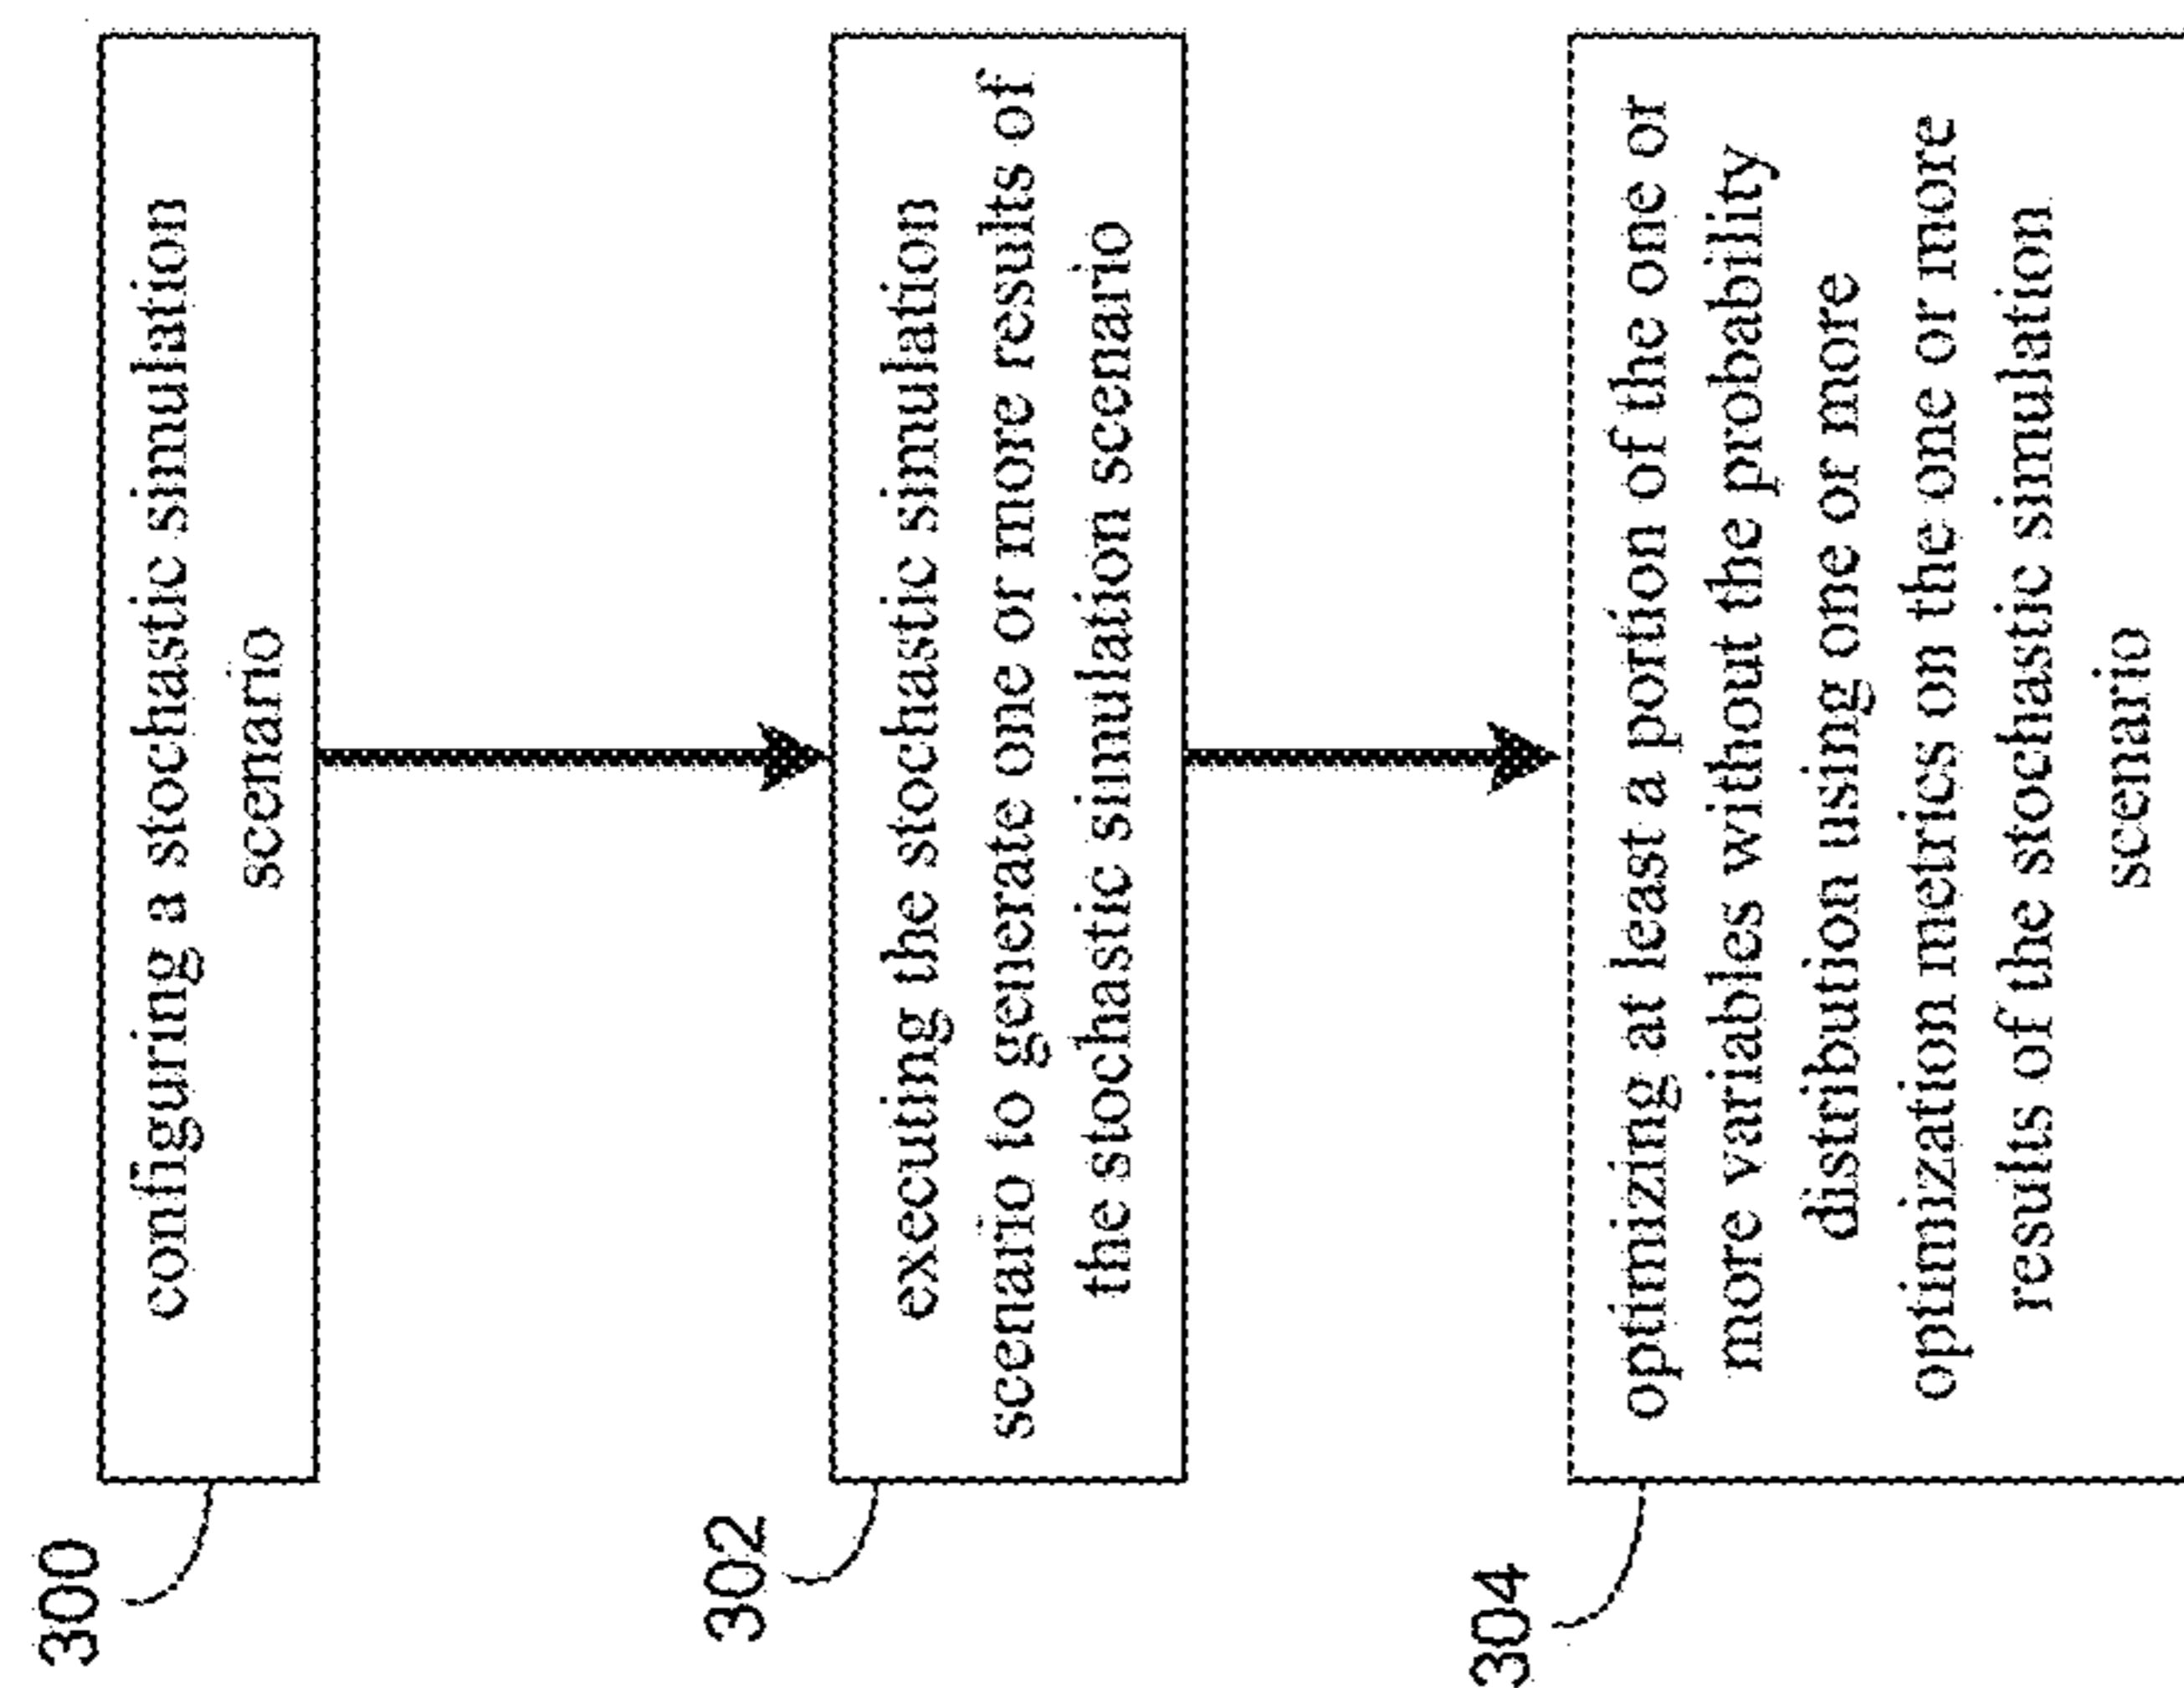 300
configuring a stochastic simulation
scenario
302
executing the stochastic simulation
scenario to generate one or more results of
the stochastic simulation scenario
304
optimizing at least a portion of the one or
more variables without the probability
distribution using one or more
optimization metrics on the one or more
results of the stochastic simulation
scenario